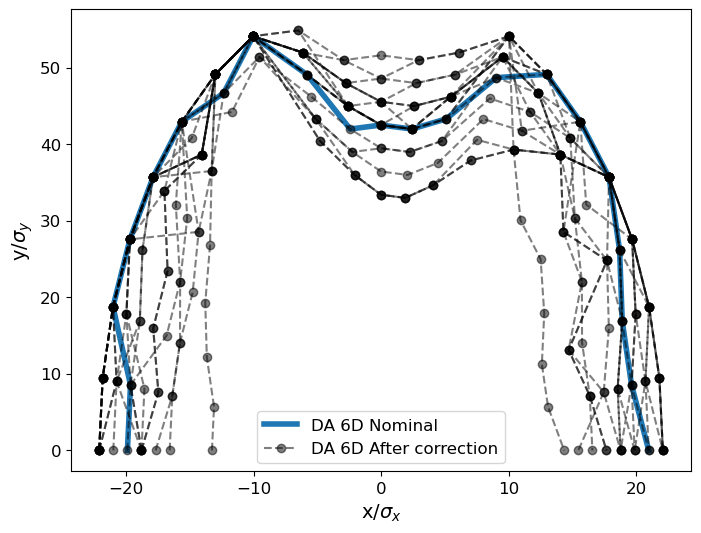 50
40
30
20
10
0
y/σy
DA 6D Nominal
DA 6D After correction
−20 −10 0 10 20
x/σx